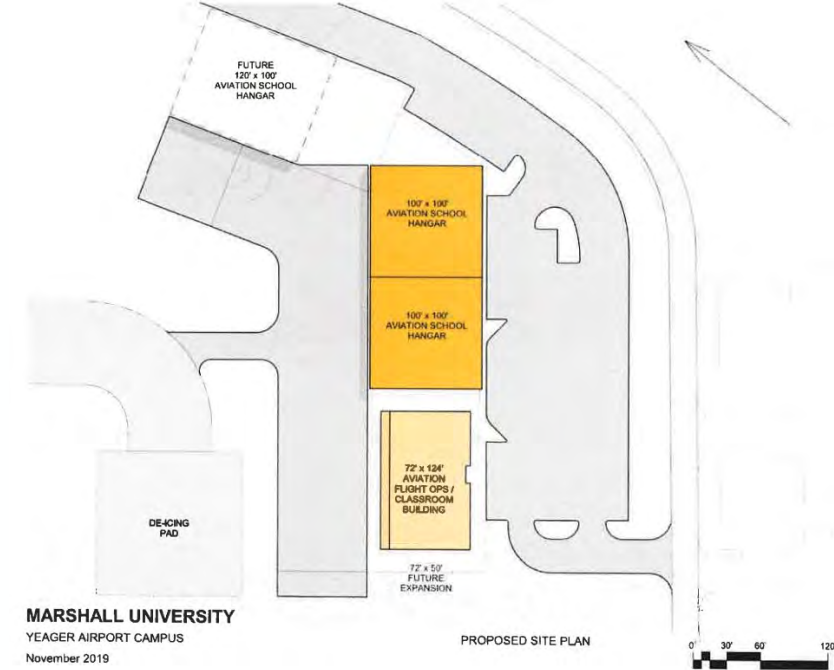 FUTURE
120' x 100'
AVIATION SCHOOL
HANGAR
100' x 100'
AVIATION SCHOOL
HANGAR
100' x 100'
AVIATION SCHOOL
HANGAR
72' x 124'
AVIATION
FLIGHT OPS /
CLASSROOM
BUILDING
DE-ICING
PAD
72' x 50'
FUTURE
EXPANSION
MARSHALL UNIVERSITY
YEAGER AIRPORT CAMPUS
November 2019
PROPOSED SITE PLAN
0' 30' 60' 120'